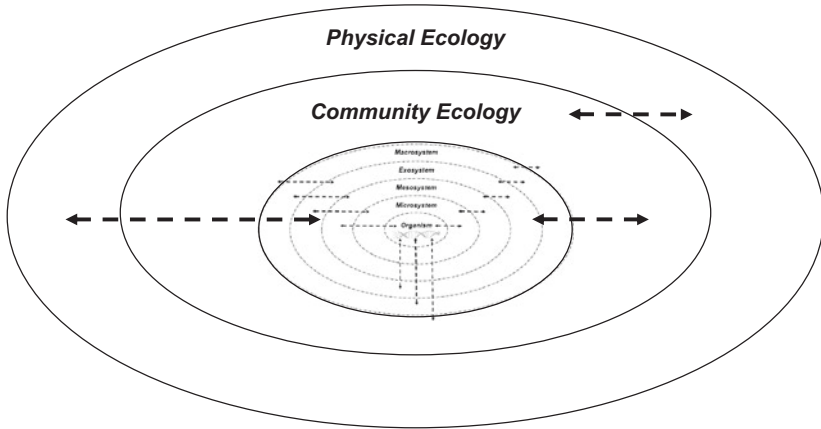 Physical Ecology
Community Ecology
Macrosystem
Exosystem
Mesosystem
Microsystem
Organism